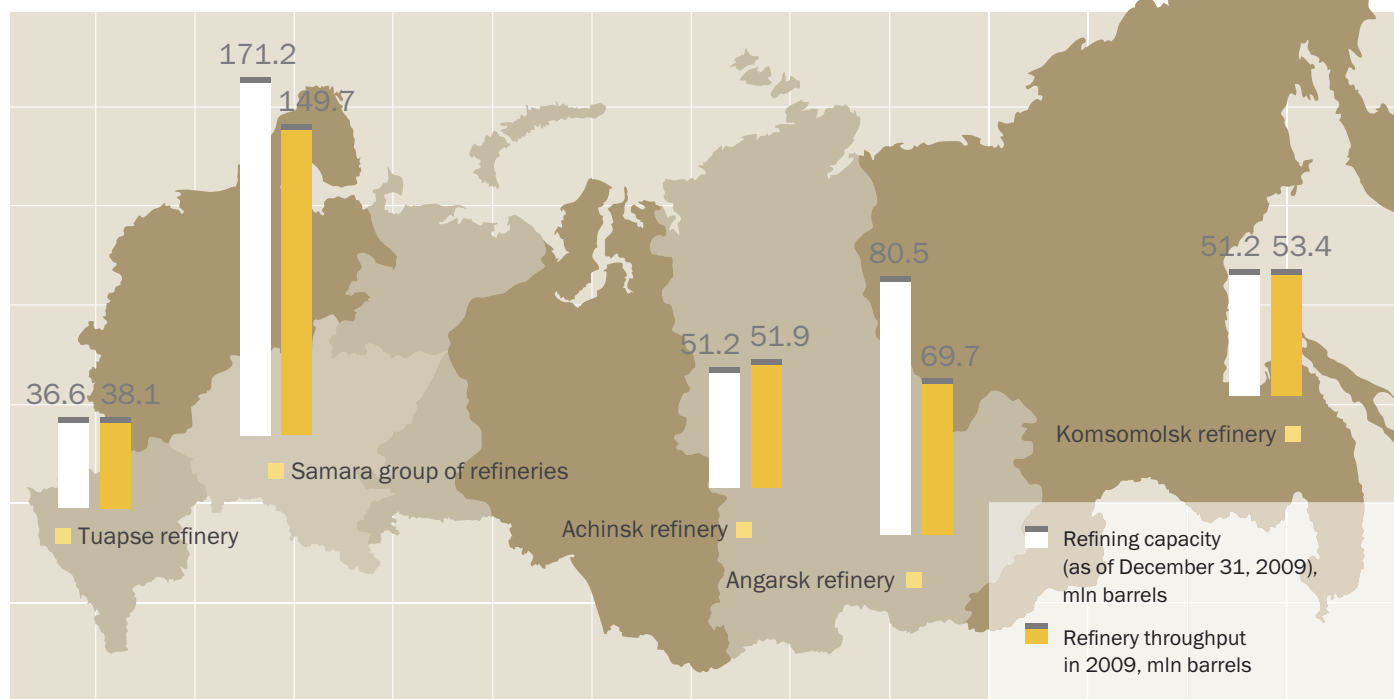 171.2
149.7
36.6 38.1
51.2 51.9
80.5
69.7
51.2 53.4
Samara group of refineries
Tuapse refinery
Achinsk refinery
Angarsk refinery
Komsomolsk refinery
Refining capacity
(as of December 31, 2009),
mln barrels
Refinery throughput
in 2009, mln barrels